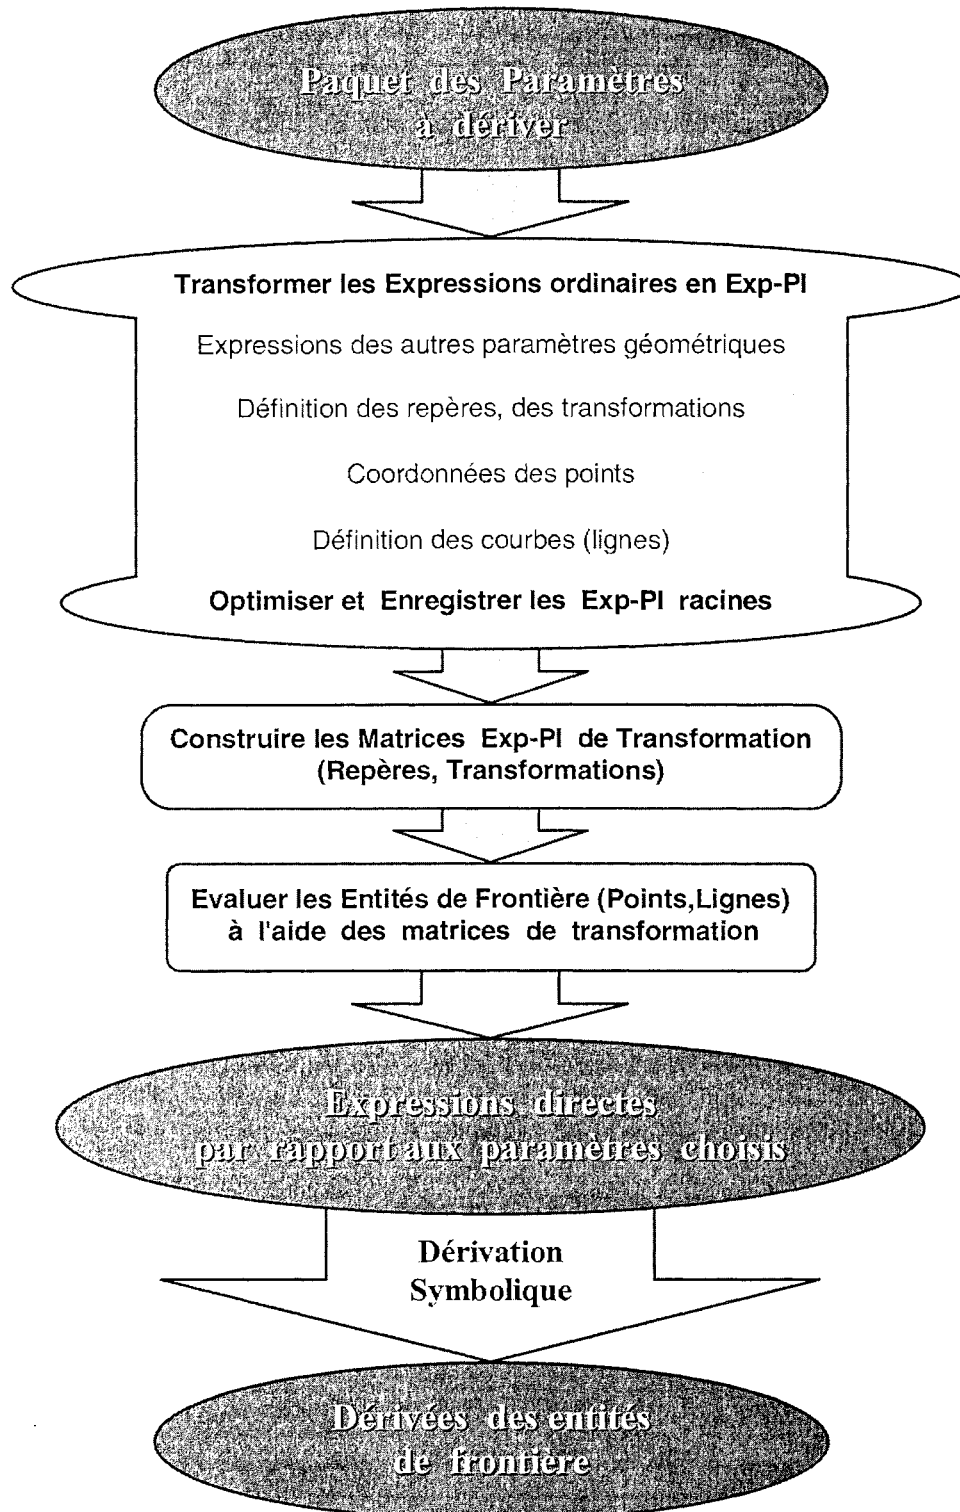 Paquet des Paramètres
à dériver
Transformer les Expressions ordinaires en Exp-PI
Expressions des autres paramètres géométriques
Définition des repères, des transformations
Coordonnées des points
Définition des courbes (lignes)
Optimiser et Enregistrer les Exp-PI racines
Construire les Matrices Exp-PI de Transformation
(Repères, Transformations)
Evaluer les Entités de Frontière (Points,Lignes)
à l'aide des matrices de transformation
Expressions directes
par rapport aux paramètres choisis
Dérivation
Symbolique
Dérivées des entités
de frontière